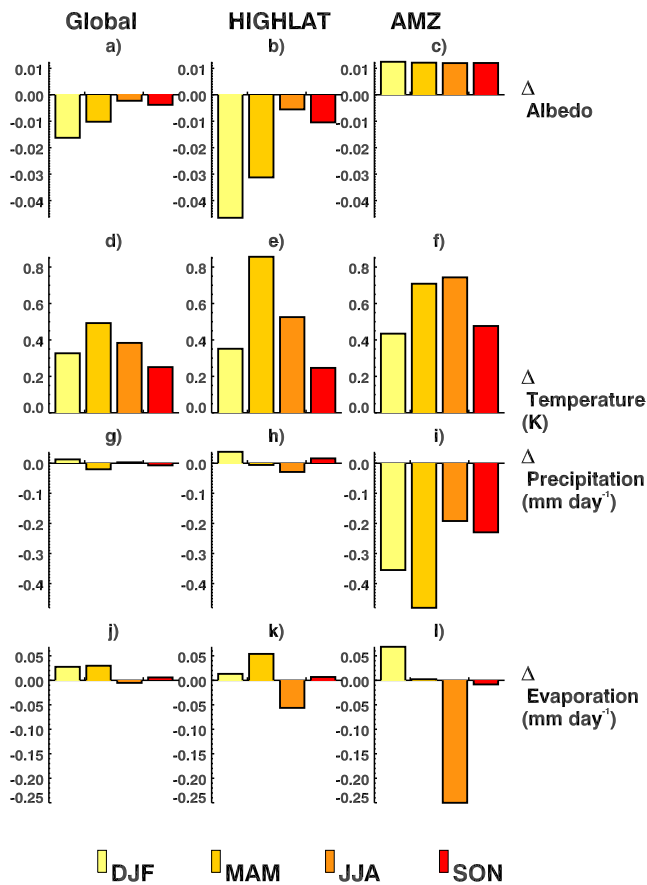 Global HIGHLAT AMZ
a) b) c)
0.01 0.01 0.01
0.00 0.00 0.00
-0.01 -0.01 -0.01
-0.02 -0.02 -0.02
-0.03 -0.03 -0.03
-0.04 -0.04 -0.04
Δ
Albedo
d) e) f)
0.8 0.8 0.8
0.6 0.6 0.6
0.4 0.4 0.4
0.2 0.2 0.2
0.0 0.0 0.0
Δ
Temperature
(K)
g) h) i)
0.0 0.0 0.0
-0.1 -0.1 -0.1
-0.2 -0.2 -0.2
-0.3 -0.3 -0.3
-0.4 -0.4 -0.4
Δ
Precipitation
(mm day⁻¹)
j) k) l)
0.05 0.05 0.05
0.00 0.00 0.00
-0.05 -0.05 -0.05
-0.10 -0.10 -0.10
-0.15 -0.15 -0.15
-0.20 -0.20 -0.20
-0.25 -0.25 -0.25
Δ
Evaporation
(mm day⁻¹)
DJF MAM JJA SON